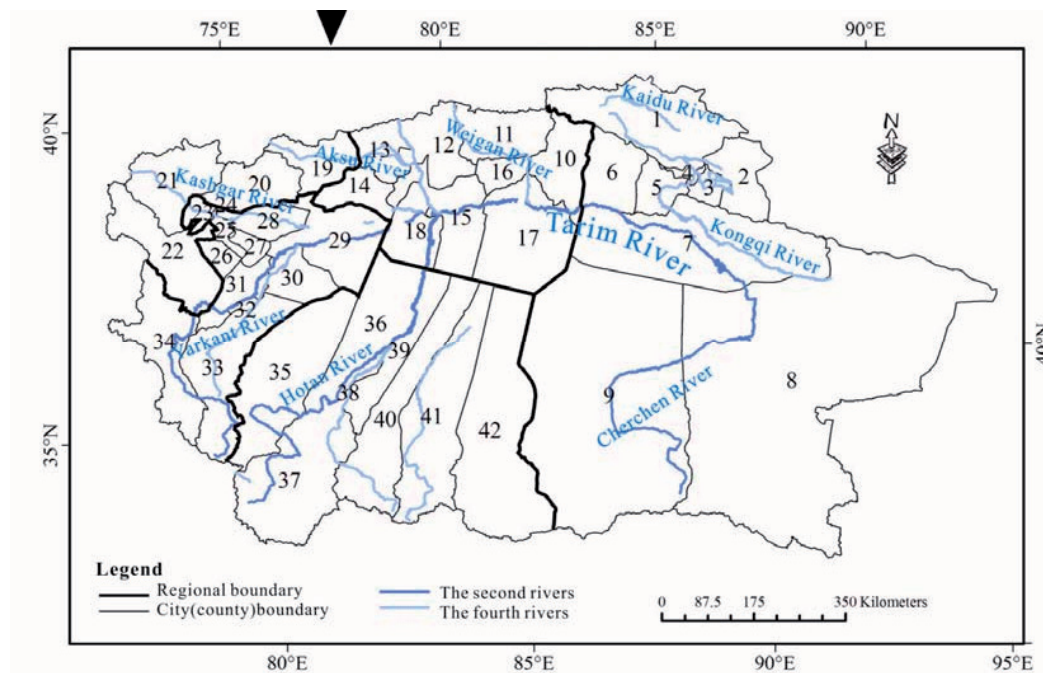 75°E 80°E 85°E 90°E
40°N
Kaidu River
1
N
Weigan River
11
12
13
Aksu River
10
19
14
16
6
4
2
5
3
21
20
Kashgar River
24
23
28
25
15
18
17
Tarim River
7
Kongqi River
22
26
27
29
31
30
32
Yarkant River
34
33
36
35
39
Hotan River
38
40°N
9
8
Cherchen River
40
41
42
35°N
37
Legend
Regional boundary
City(county)boundary
The second rivers
The fourth rivers
0 87.5 175 350 Kilometers
80°E 85°E 90°E 95°E